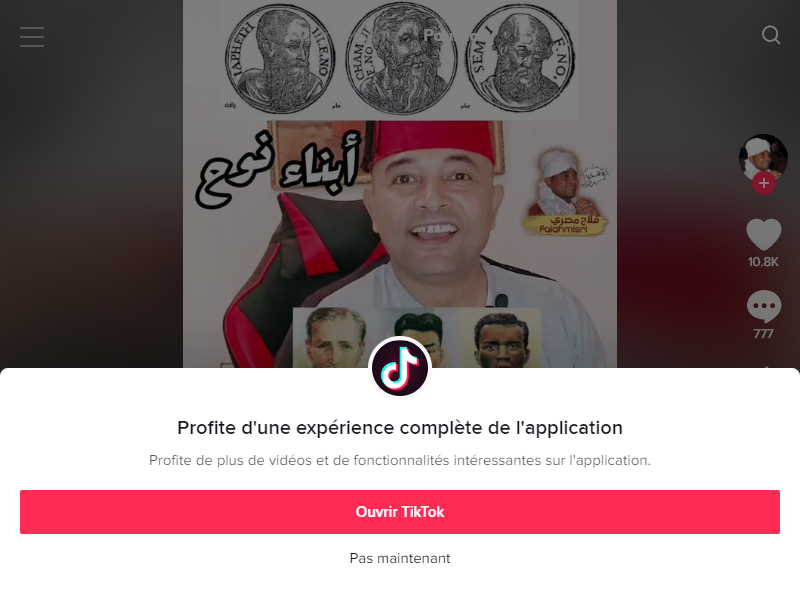 IAPHETH III.F.NO.
CHAM II F.NO.
SEM I F.NO.
يافث
حام
سام
أبناء نوح
فلاح مصري
Falahmisri
10.8K
777
Profite d'une expérience complète de l'application
Profite de plus de vidéos et de fonctionnalités intéressantes sur l'application.
Ouvrir TikTok
Pas maintenant